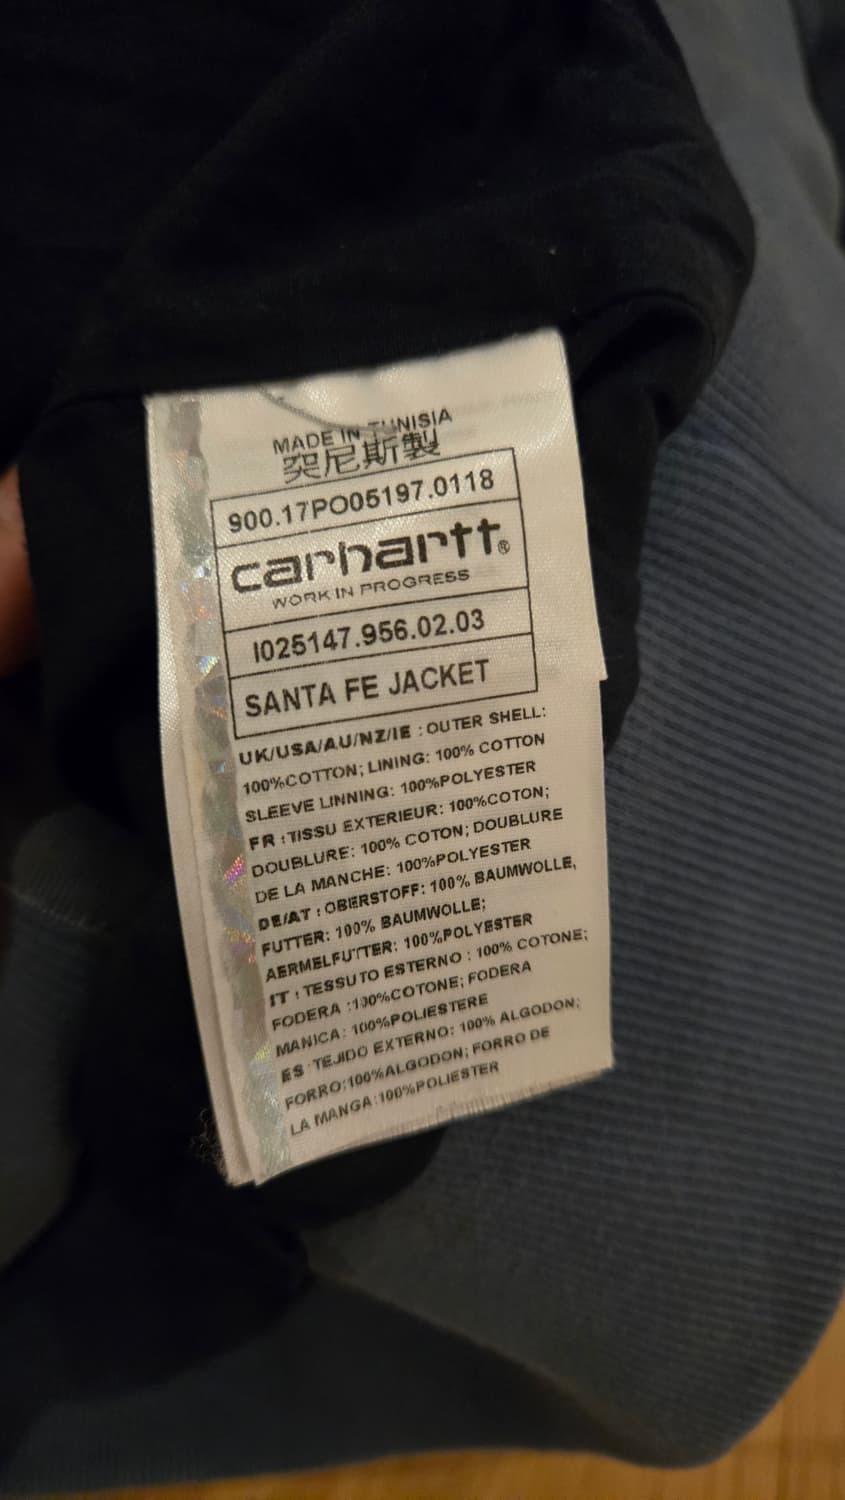 MADE IN TUNISIA
突尼斯製
900.17PO05197.0118
carhartt®
WORK IN PROGRESS
I025147.956.02.03
SANTA FE JACKET
UK/USA/AU/NZ/IE : OUTER SHELL:
100%COTTON; LINING: 100% COTTON
SLEEVE LINNING: 100%POLYESTER
FR : TISSU EXTERIEUR: 100%COTON;
DOUBLURE: 100% COTON; DOUBLURE
DE LA MANCHE: 100%POLYESTER
DE/AT : OBERSTOFF: 100% BAUMWOLLE,
FUTTER: 100% BAUMWOLLE;
AERMELFUTTER: 100%POLYESTER
IT : TESSUTO ESTERNO : 100% COTONE;
FODERA :100%COTONE; FODERA
MANICA: 100%POLIESTERE
ES : TEJIDO EXTERNO: 100% ALGODON;
FORRO:100%ALGODON; FORRO DE
LA MANGA:100%POLIESTER